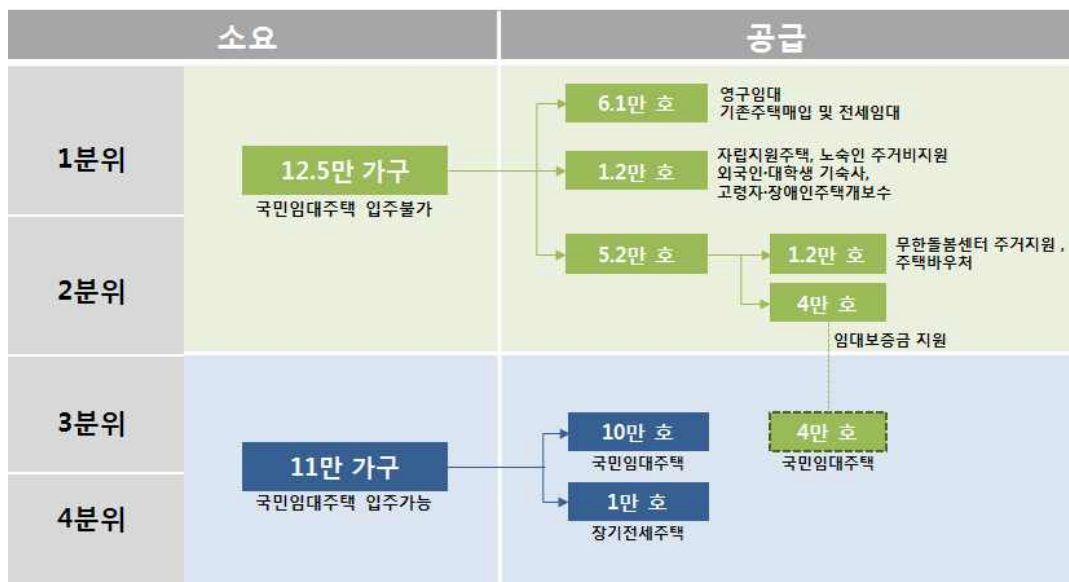 소요
공급
1분위
12.5만 가구
국민임대주택 입주불가
6.1만 호
영구임대
기존주택매입 및 전세임대
1.2만 호
자립지원주택, 노숙인 주거비지원
외국인·대학생 기숙사,
고령자·장애인주택개보수
2분위
5.2만 호
1.2만 호
무한돌봄센터 주거지원 ,
주택바우처
4만 호
임대보증금 지원
3분위
11만 가구
국민임대주택 입주가능
10만 호
국민임대주택
4만 호
국민임대주택
4분위
1만 호
장기전세주택